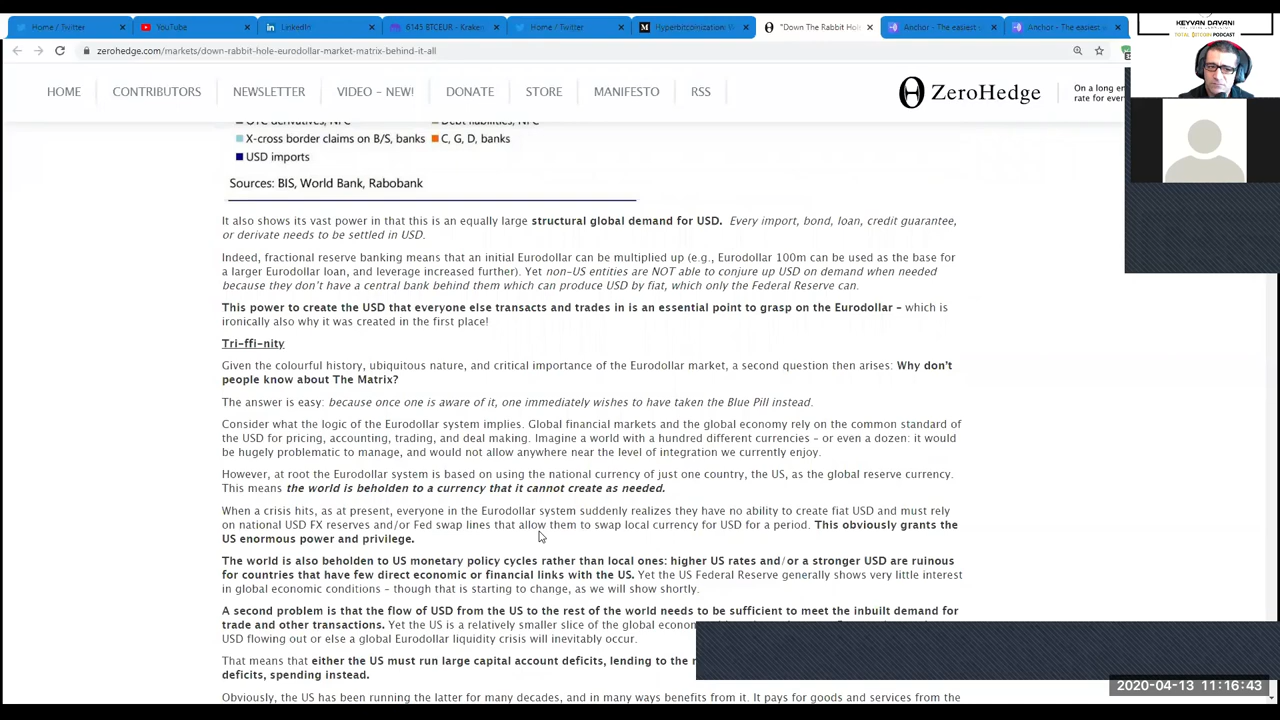 Home / Twitter
YouTube
LinkedIn
6145 BTCEUR - Kraken
Home / Twitter
Hyperbitcoinization: W
"Down The Rabbit Hol
Anchor - The easiest
Anchor - The easiest
KEYVAN DAVANI
TOTAL BITCOIN PODCAST
zerohedge.com/markets/down-rabbit-hole-eurodollar-market-matrix-behind-it-all
HOME
CONTRIBUTORS
NEWSLETTER
VIDEO - NEW!
DONATE
STORE
MANIFESTO
RSS
ZeroHedge
On a long en
rate for ever
OTC derivatives, NFC
Debt liabilities, NFC
X-cross border claims on B/S, banks
C, G, D, banks
USD imports
Sources: BIS, World Bank, Rabobank
It also shows its vast power in that this is an equally large structural global demand for USD. Every import, bond, loan, credit guarantee,
or derivate needs to be settled in USD.
Indeed, fractional reserve banking means that an initial Eurodollar can be multiplied up (e.g., Eurodollar 100m can be used as the base for
a larger Eurodollar loan, and leverage increased further). Yet non-US entities are NOT able to conjure up USD on demand when needed
because they don't have a central bank behind them which can produce USD by fiat, which only the Federal Reserve can.
This power to create the USD that everyone else transacts and trades in is an essential point to grasp on the Eurodollar – which is
ironically also why it was created in the first place!
Tri-ffi-nity
Given the colourful history, ubiquitous nature, and critical importance of the Eurodollar market, a second question then arises: Why don't
people know about The Matrix?
The answer is easy: because once one is aware of it, one immediately wishes to have taken the Blue Pill instead.
Consider what the logic of the Eurodollar system implies. Global financial markets and the global economy rely on the common standard of
the USD for pricing, accounting, trading, and deal making. Imagine a world with a hundred different currencies – or even a dozen: it would
be hugely problematic to manage, and would not allow anywhere near the level of integration we currently enjoy.
However, at root the Eurodollar system is based on using the national currency of just one country, the US, as the global reserve currency.
This means the world is beholden to a currency that it cannot create as needed.
When a crisis hits, as at present, everyone in the Eurodollar system suddenly realizes they have no ability to create fiat USD and must rely
on national USD FX reserves and/or Fed swap lines that allow them to swap local currency for USD for a period. This obviously grants the
US enormous power and privilege.
The world is also beholden to US monetary policy cycles rather than local ones: higher US rates and/or a stronger USD are ruinous
for countries that have few direct economic or financial links with the US. Yet the US Federal Reserve generally shows very little interest
in global economic conditions – though that is starting to change, as we will show shortly.
A second problem is that the flow of USD from the US to the rest of the world needs to be sufficient to meet the inbuilt demand for
trade and other transactions. Yet the US is a relatively smaller slice of the global econom
USD flowing out or else a global Eurodollar liquidity crisis will inevitably occur.
That means that either the US must run large capital account deficits, lending to the r
deficits, spending instead.
Obviously, the US has been running the latter for many decades, and in many ways benefits from it. It pays for goods and services from the
2020-04-13 11:16:43